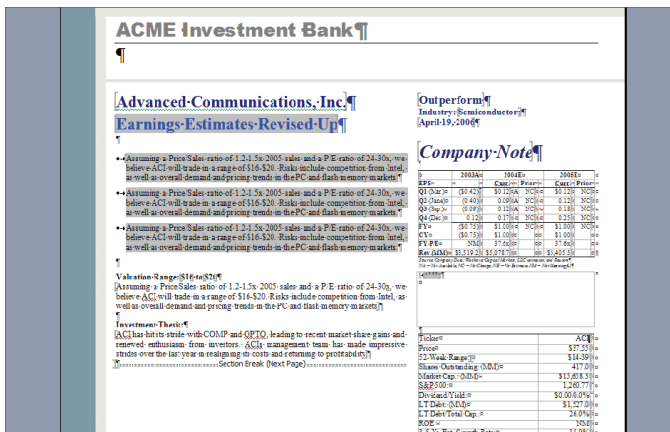 ACME Investment Bank
Advanced Communications, Inc.
Earnings Estimates Revised Up
Assuming a Price/Sales ratio of 1.2-1.5x 2005 sales and a P/E ratio of 24-30x, we
believe ACI will trade in a range of $16-$20. Risks include competition from Intel,
as well as overall demand and pricing trends in the PC and flash memory markets.
Assuming a Price/Sales ratio of 1.2-1.5x 2005 sales and a P/E ratio of 24-30x, we
believe ACI will trade in a range of $16-$20. Risks include competition from Intel,
as well as overall demand and pricing trends in the PC and flash memory markets.
Assuming a Price/Sales ratio of 1.2-1.5x 2005 sales and a P/E ratio of 24-30x, we
believe ACI will trade in a range of $16-$20. Risks include competition from Intel,
as well as overall demand and pricing trends in the PC and flash memory markets.
Valuation Range: $16 to $20
Assuming a Price/Sales ratio of 1.2-1.5x 2005 sales and a P/E ratio of 24-30x, we
believe ACI will trade in a range of $16-$20. Risks include competition from Intel, as
well as overall demand and pricing trends in the PC and flash memory markets
Investment Thesis:
ACI has hit its stride with COMP and OPTO, leading to recent market share gains and
renewed enthusiasm from investors. ACIs management team has made impressive
strides over the last year in realigning its costs and returning to profitability
Section Break (Next Page)
Outperform
Industry: Semiconductor
April 19, 2006
Company Note
2003A 2004E 2005E
EPS Curr. Prior Curr. Prior
Q1 (Mar.) ($0.42) $0.12A NC $0.12 NC
Q2 (June) (0.40) 0.09A NC 0.12 NC
Q3 (Sep.) (0.09) 0.12A NC 0.18 NC
Q4 (Dec.) 0.12 0.17 NC 0.25 NC
FY ($0.75) $1.00 NC $1.00 NC
CY ($0.75) $1.00 $1.00
FY P/E NM 37.6x 37.6x
Rev.(MM) $3,519.2 $5,078.7 $5,405.5
Ticker ACI
Price $37.55
52-Week Range: $14-39
Shares Outstanding: (MM) 417.0
Market Cap.: (MM) $15,658.3
S&P 500: 1,260.77
Dividend/Yield: $0.00/0.0%
LT Debt: (MM) $1,527.0
LT Debt/Total Cap.: 26.0%
ROE NM